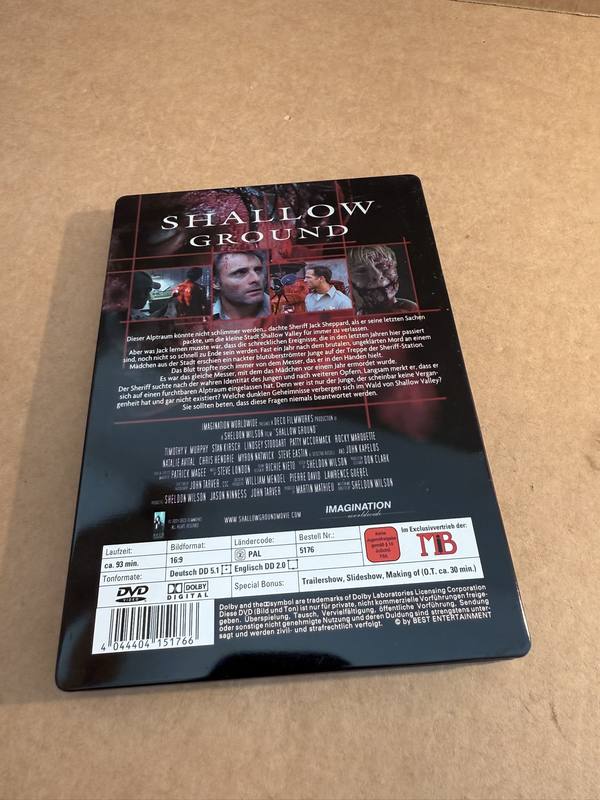 SHALLOW
GROUND
Dieser Alptraum könnte nicht schlimmer werden... dachte Sheriff Jack Sheppard, als er seine letzten Sachen
packte, um die kleine Stadt Shallow Valley für immer zu verlassen.
Aber was Jack lernen musste war, dass die schrecklichen Ereignisse, die in den letzten Jahren hier passiert
sind, noch nicht so schnell zu Ende sein werden. Fast ein Jahr nach dem brutalen, ungeklärten Mord an einem
Mädchen aus der Stadt erschien ein nackter blutüberströmter Junge auf der Treppe der Sheriff-Station.
Das Blut tropfte noch immer von dem Messer, das er in den Händen hielt.
Es war das gleiche Messer, mit dem das Mädchen vor einem Jahr ermordet wurde.
Der Sheriff suchte nach der wahren Identität des Jungen und nach weiteren Opfern. Langsam merkt er, dass er
sich auf einen furchtbaren Alptraum eingelassen hat. Denn wer ist nur der Junge, der scheinbar keine Vergan-
genheit hat und gar nicht existiert? Welche dunklen Geheimnisse verbergen sich im Wald von Shallow Valley?
Sie sollten beten, dass diese Fragen niemals beantwortet werden.
IMAGINATION WORLDWIDE PRESENTS A DECK FILMWORKS PRODUCTION
A SHELDON WILSON FILM "SHALLOW GROUND"
TIMOTHY V. MURPHY STAN KIRSCH LINDSEY STODDART PATTY MCCORMACK ROCKY MARQUETTE
NATALIE AVITAL CHRIS HENDRIE MYRON NATWICK STEVE EASTIN AND JOHN KAPELOS
PATRICK MAGEE STEVE LONDON RICHIE NIETO SHELDON WILSON DON CLARK
JOHN TARVER CSC WILLIAM MENDEL PIERRE DAVID LAWRENCE GOEBEL
SHELDON WILSON JASON NINNESS JOHN TARVER MARTIN MATHIEU SHELDON WILSON
WWW.SHALLOWGROUNDMOVIE.COM
IMAGINATION
worldwide
Laufzeit:
ca. 93 min.
Bildformat:
16:9
Ländercode:
2 PAL
Bestell Nr.:
5176
Keine
Jugendfreigabe
gemäß § 14
JuSchG
FSK
Im Exclusivvertrieb der:
MIB
Tonformate:
Deutsch DD 5.1 Englisch DD 2.0
DVD
VIDEO
DOLBY
DIGITAL
Special Bonus:
Trailershow, Slideshow, Making of (O.T. ca. 30 min.)
4 044404 151766
Dolby and the symbol are trademarks of Dolby Laboratories Licensing Corporation
Diese DVD (Bild und Ton) ist nur für private, nicht kommerzielle Vorführungen freige-
geben. Überspielung, Tausch, Vervielfältigung, öffentliche Vorführung, Sendung
oder sonstige nicht genehmigte Nutzung und deren Duldung sind strengstens unter-
sagt und werden zivil- und strafrechtlich verfolgt. © by BEST ENTERTAINMENT